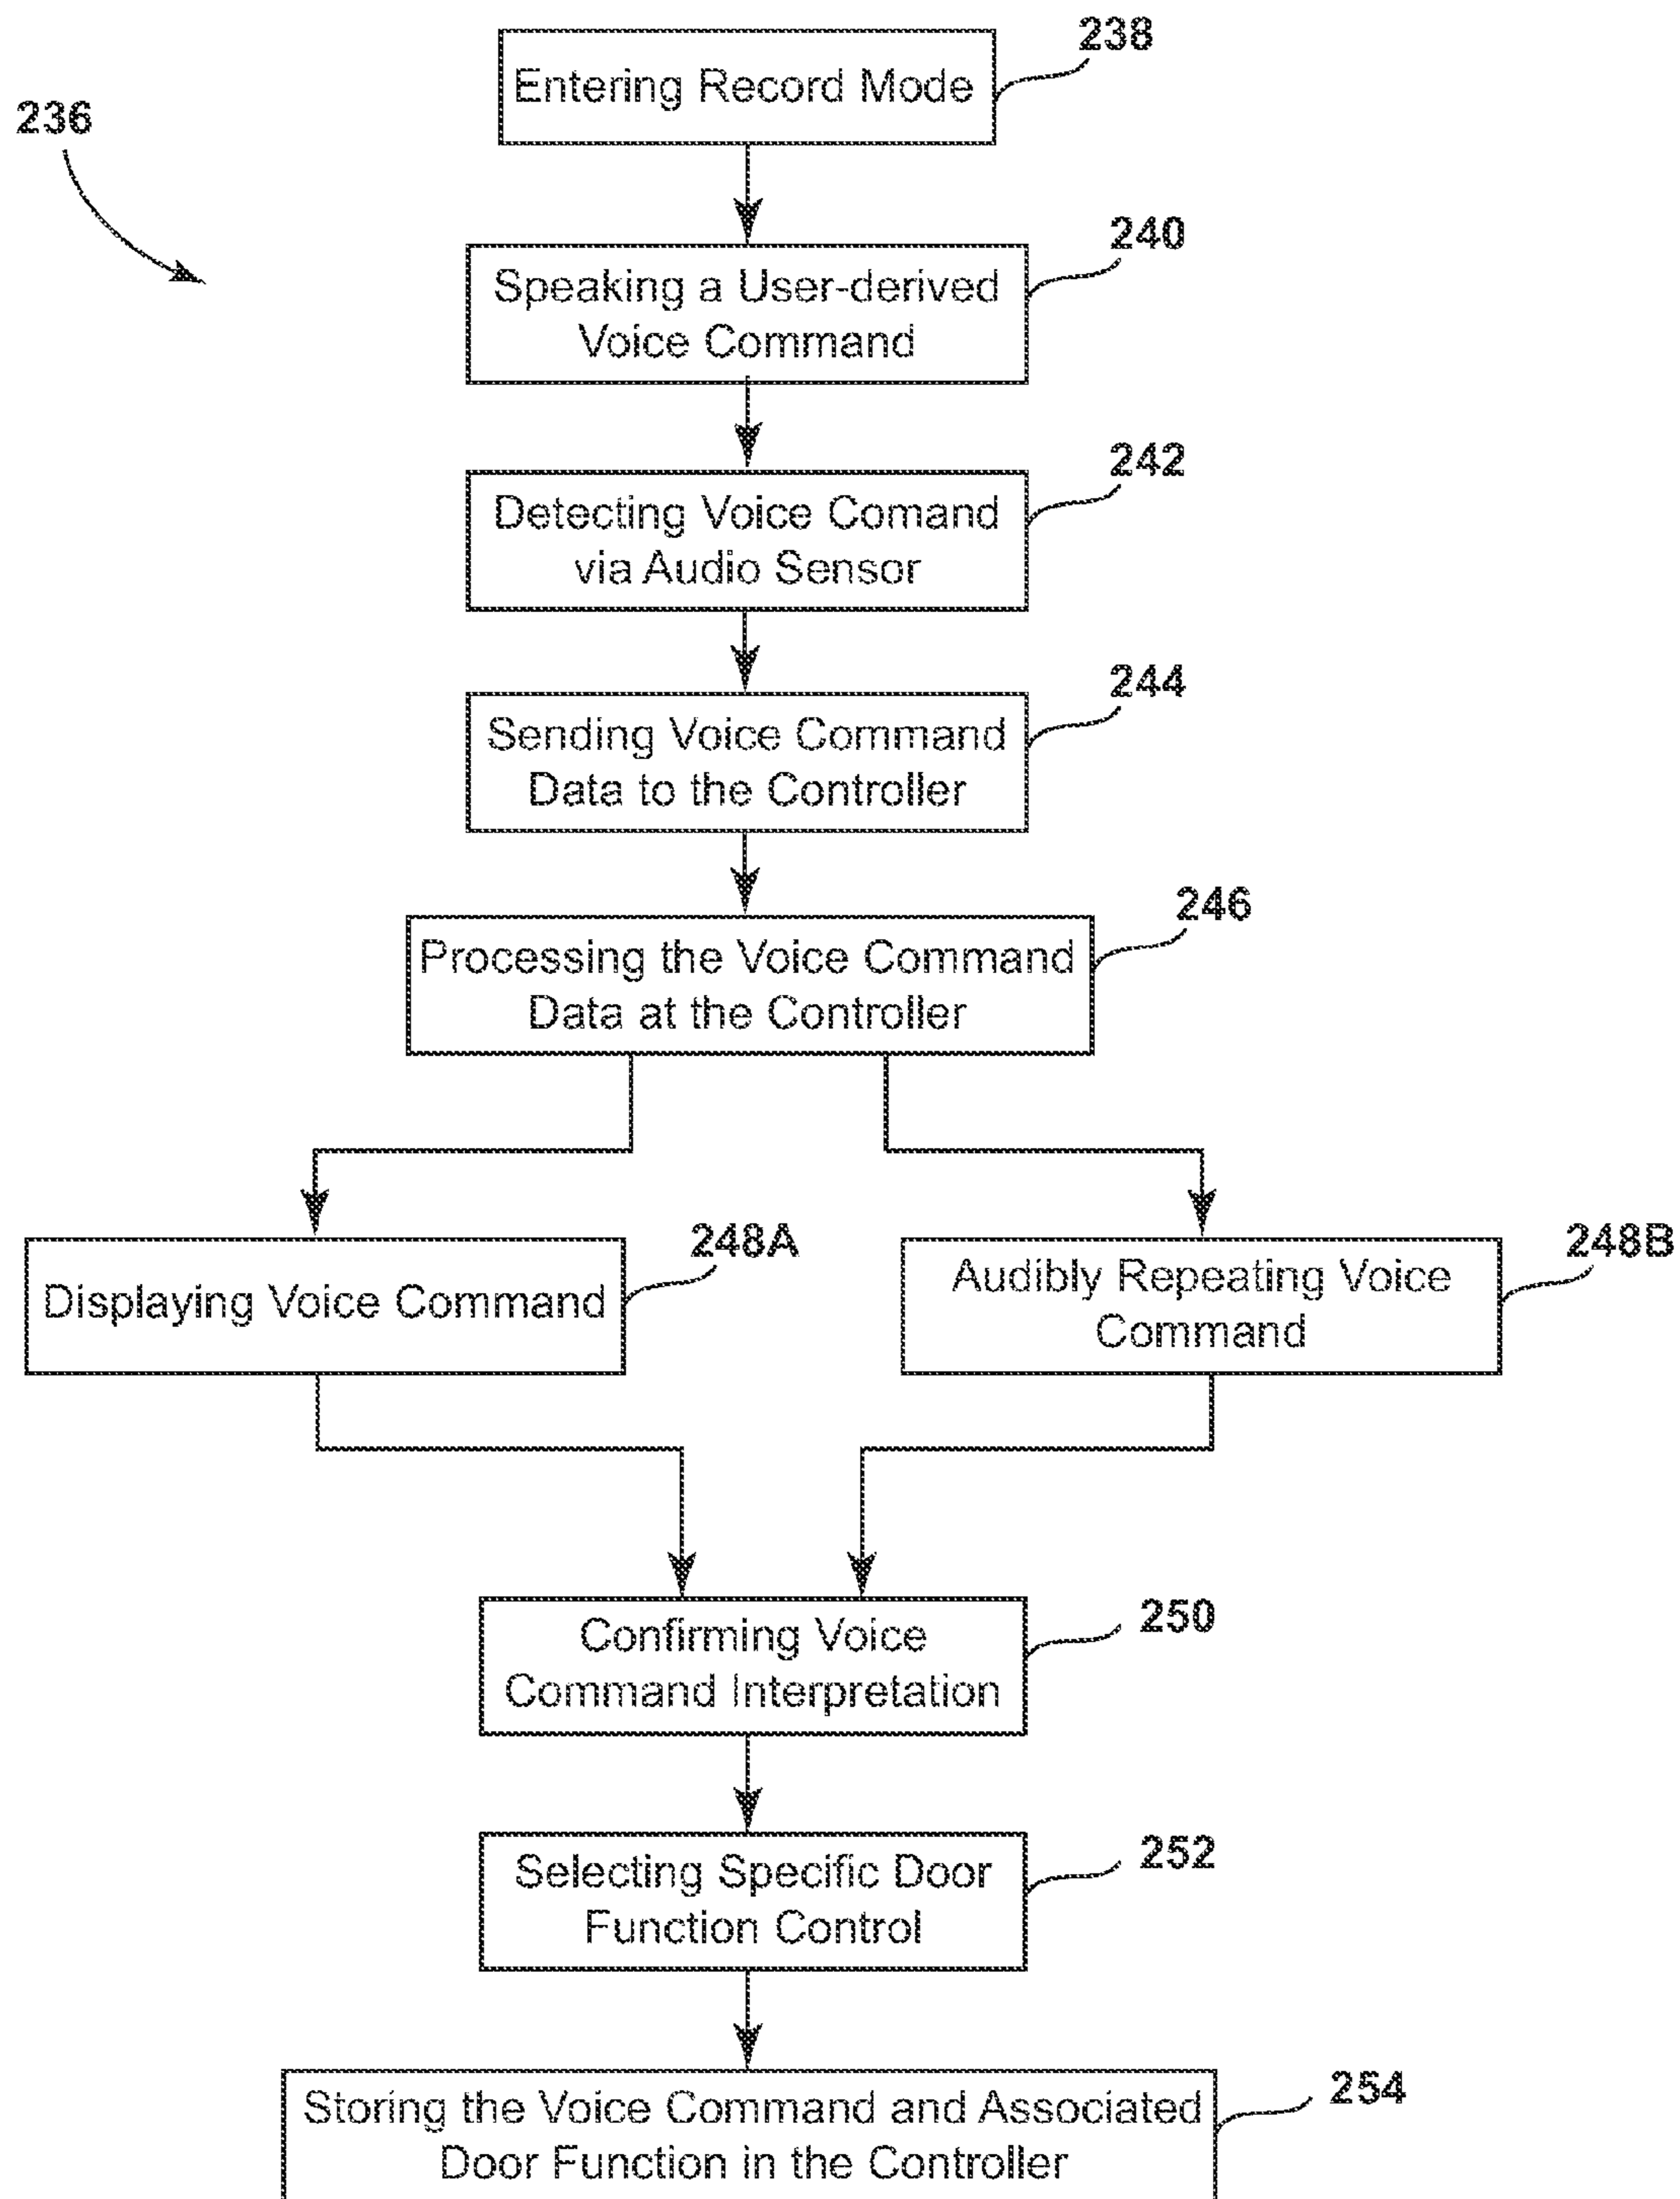 238
Entering Record Mode
236
240
Speaking a User-derived
Voice Command
242
Detecting Voice Comand
via Audio Sensor
244
Sending Voice Command
Data to the Controller
246
Processing the Voice Command
Data at the Controller
248A
Displaying Voice Command
248B
Audibly Repeating Voice
Command
250
Confirming Voice
Command Interpretation
252
Selecting Specific Door
Function Control
254
Storing the Voice Command and Associated
Door Function in the Controller